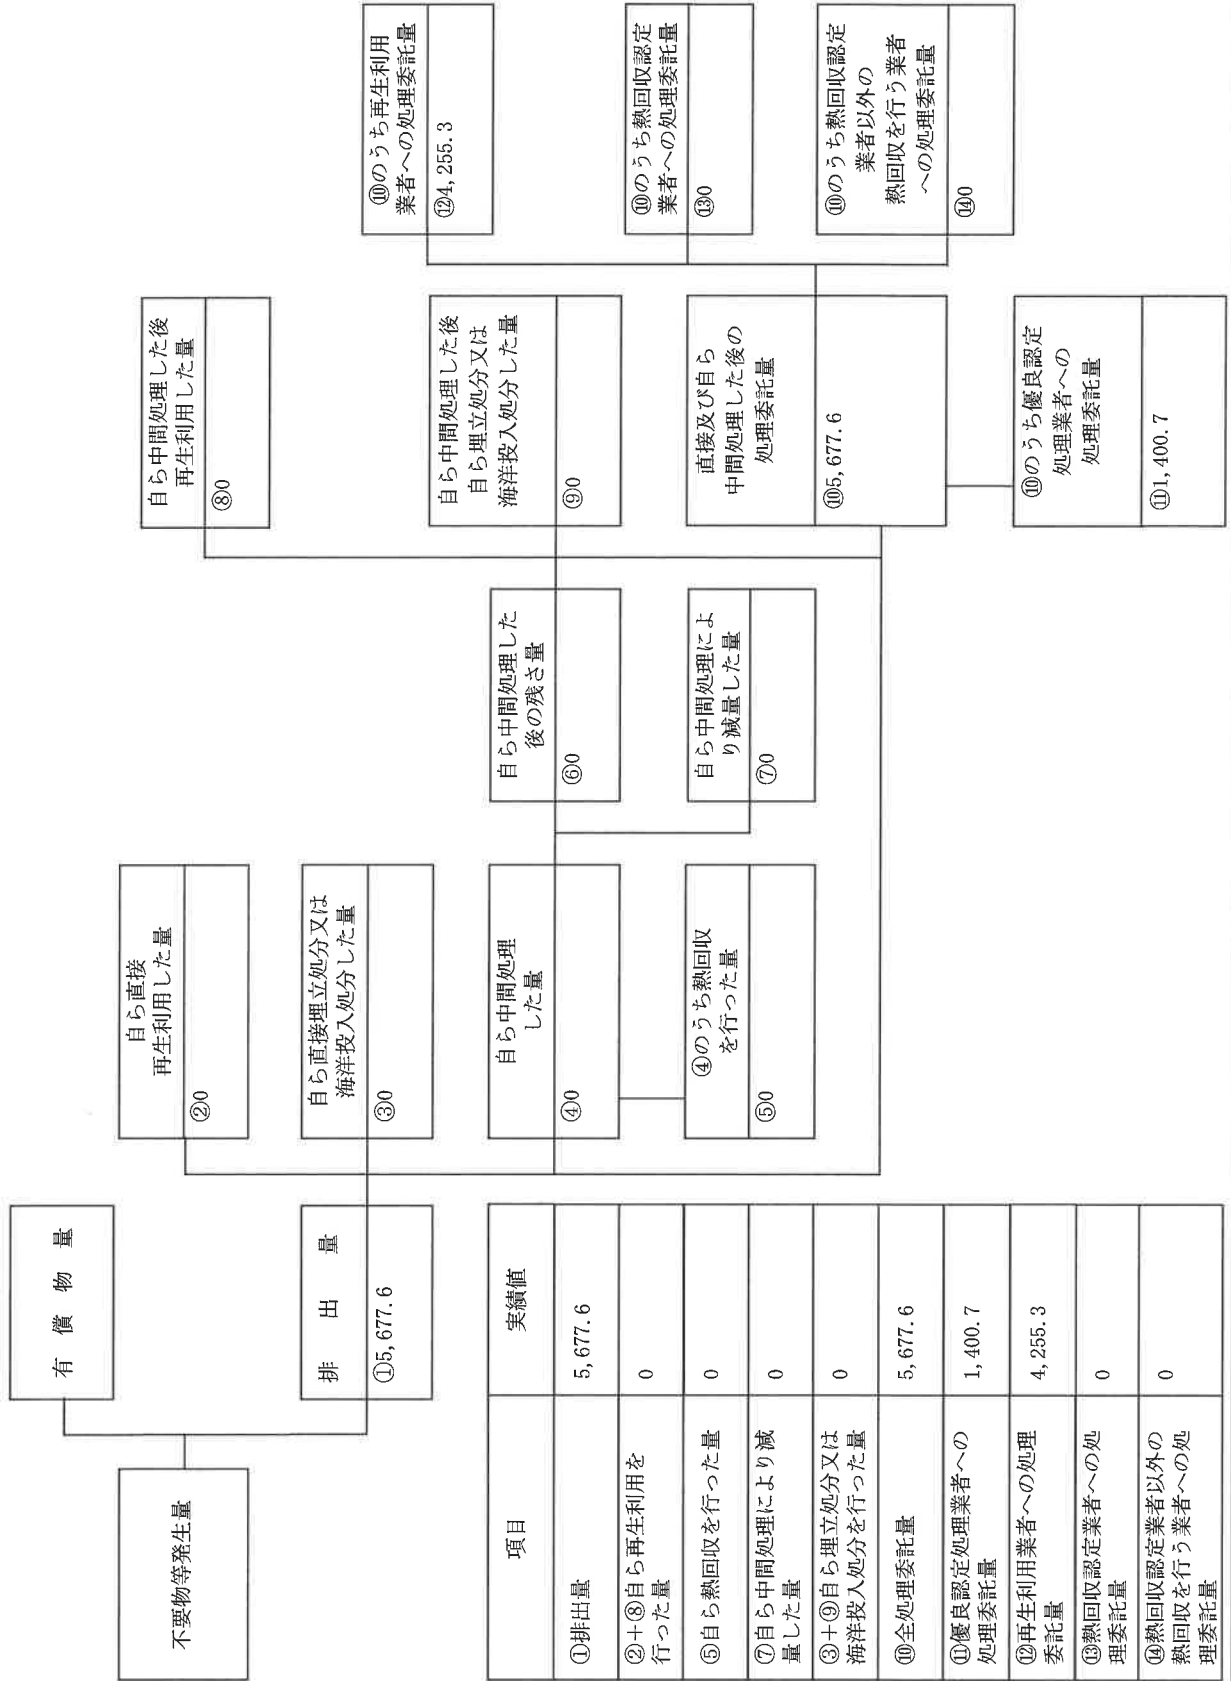 不要物等発生量
有償物量
排出量
①5,677.6
自ら直接
再生利用した量
②0
自ら直接埋立処分又は
海洋投入処分した量
③0
自ら中間処理
した量
④0
④のうち熱回収
を行った量
⑤0
自ら中間処理した
後の残さ量
⑥0
自ら中間処理によ
り減量した量
⑦0
自ら中間処理した後
再生利用した量
⑧0
自ら中間処理した後
自ら埋立処分又は
海洋投入処分した量
⑨0
直接及び自ら
中間処理した後の
処理委託量
⑩5,677.6
⑩のうち優良認定
処理業者への
処理委託量
⑪1,400.7
⑩のうち再生利用
業者への処理委託量
⑫4,255.3
⑩のうち熱回収認定
業者への処理委託量
⑬0
⑩のうち熱回収認定
業者以外の
熱回収を行う業者
への処理委託量
⑭0
項目 実績値
①排出量 5,677.6
②+⑧自ら再生利用を
行った量 0
⑤自ら熱回収を行った量 0
⑦自ら中間処理により減
量した量 0
③+⑨自ら埋立処分又は
海洋投入処分を行った量 0
⑩全処理委託量 5,677.6
⑪優良認定処理業者への
処理委託量 1,400.7
⑫再生利用業者への処理
委託量 4,255.3
⑬熱回収認定業者への処
理委託量 0
⑭熱回収認定業者以外の
熱回収を行う業者への処
理委託量 0